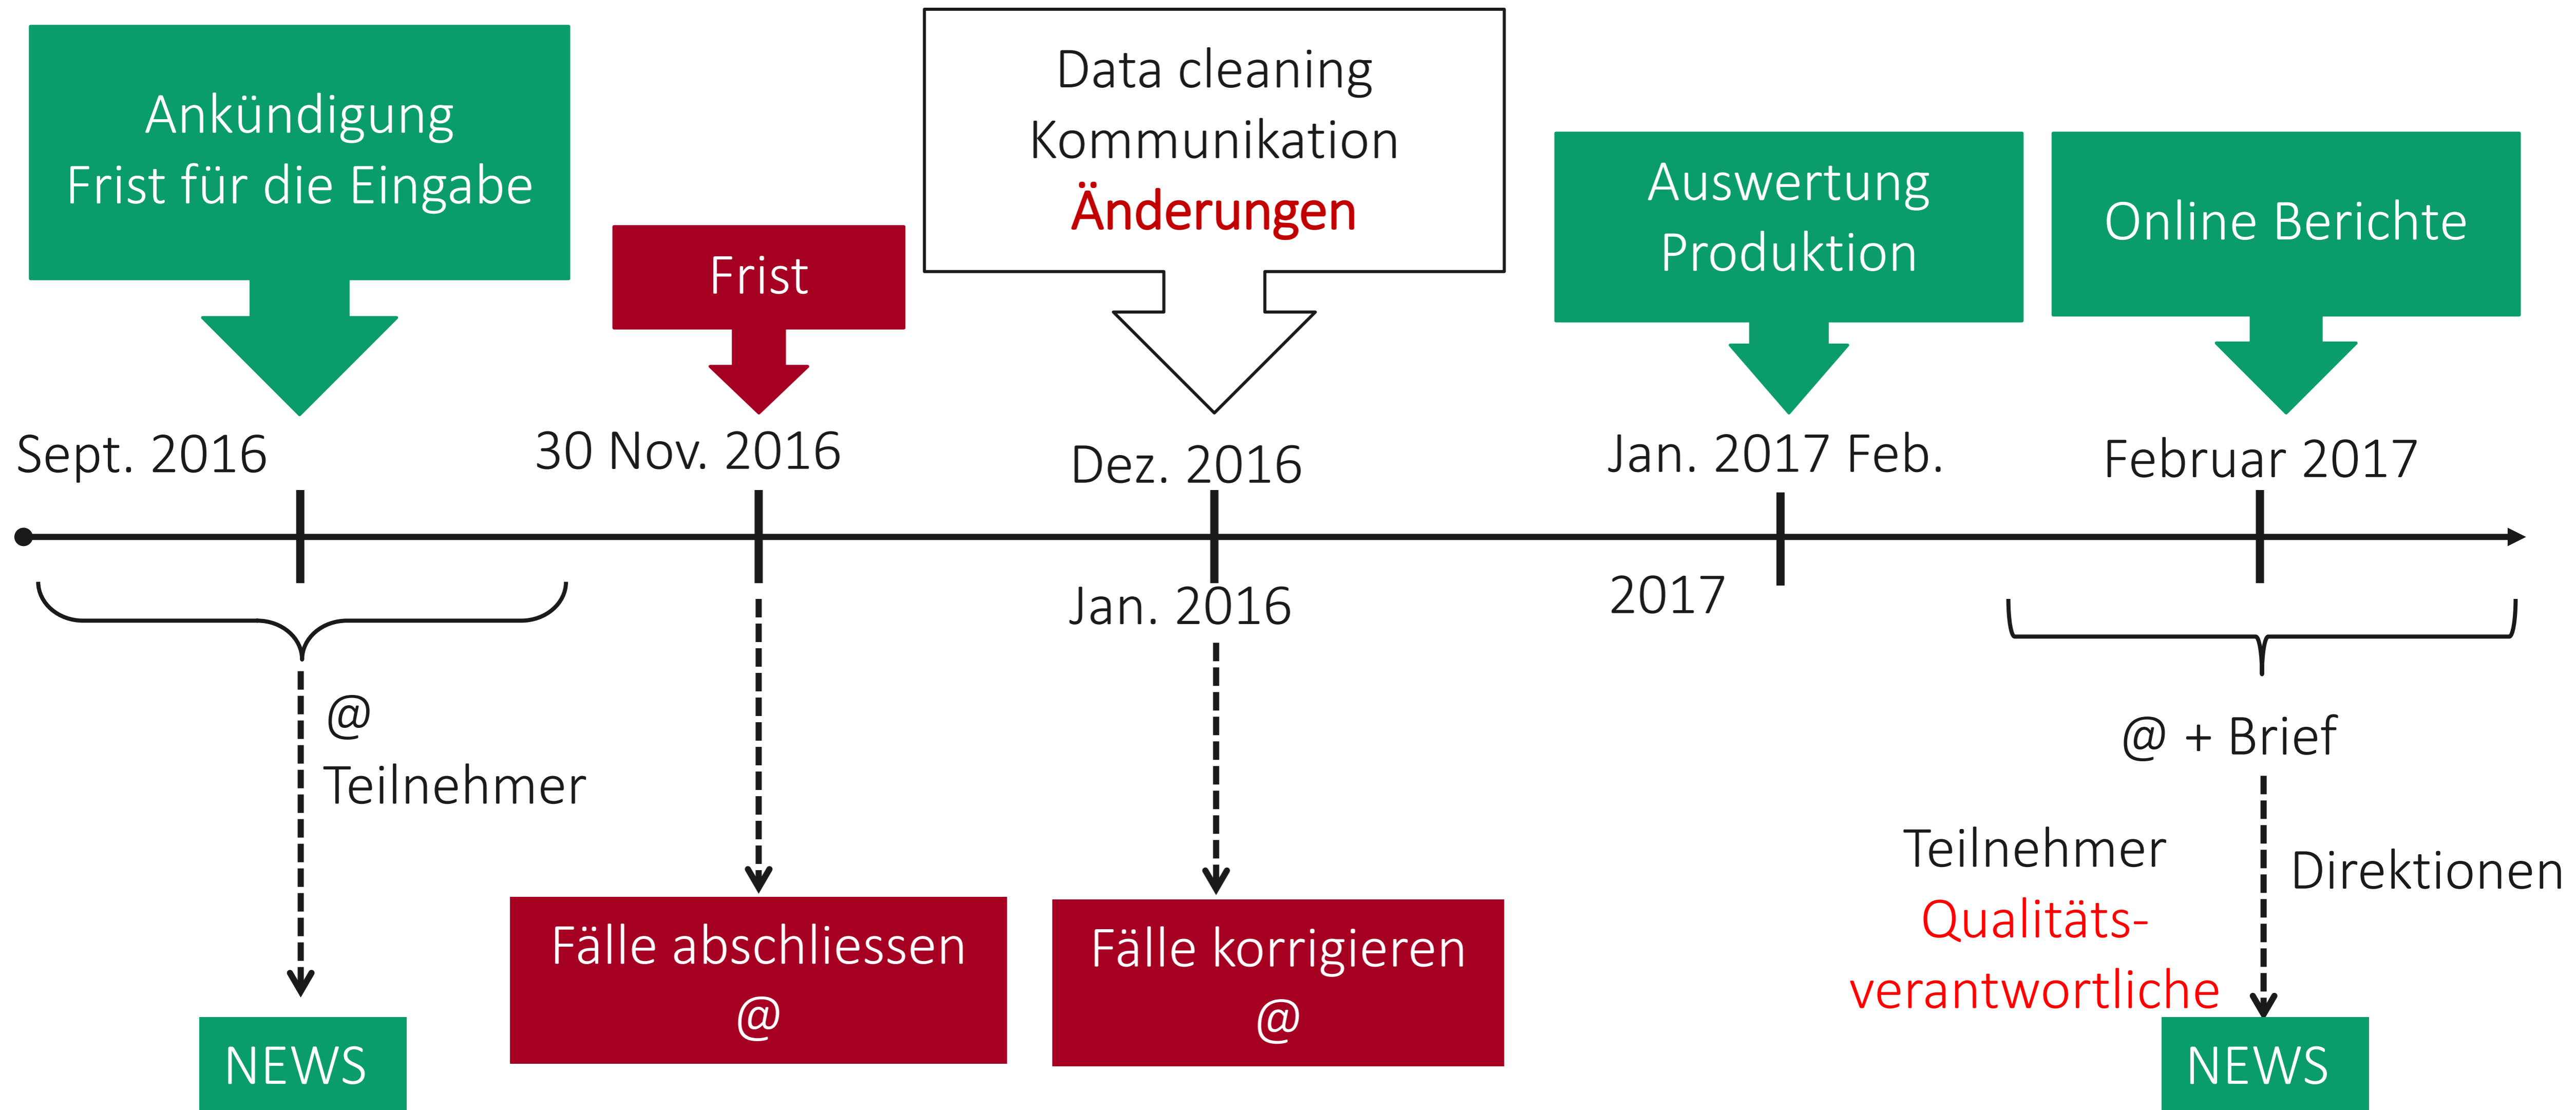 Ankündigung
Frist für die Eingabe
Frist
Data cleaning
Kommunikation
Änderungen
Auswertung
Produktion
Online Berichte
Sept. 2016
30 Nov. 2016
Dez. 2016
Jan. 2017 Feb.
Februar 2017
Jan. 2016
2017
@
Teilnehmer
@ + Brief
Teilnehmer
Qualitäts-
verantwortliche
Direktionen
Fälle abschliessen
@
Fälle korrigieren
@
NEWS
NEWS